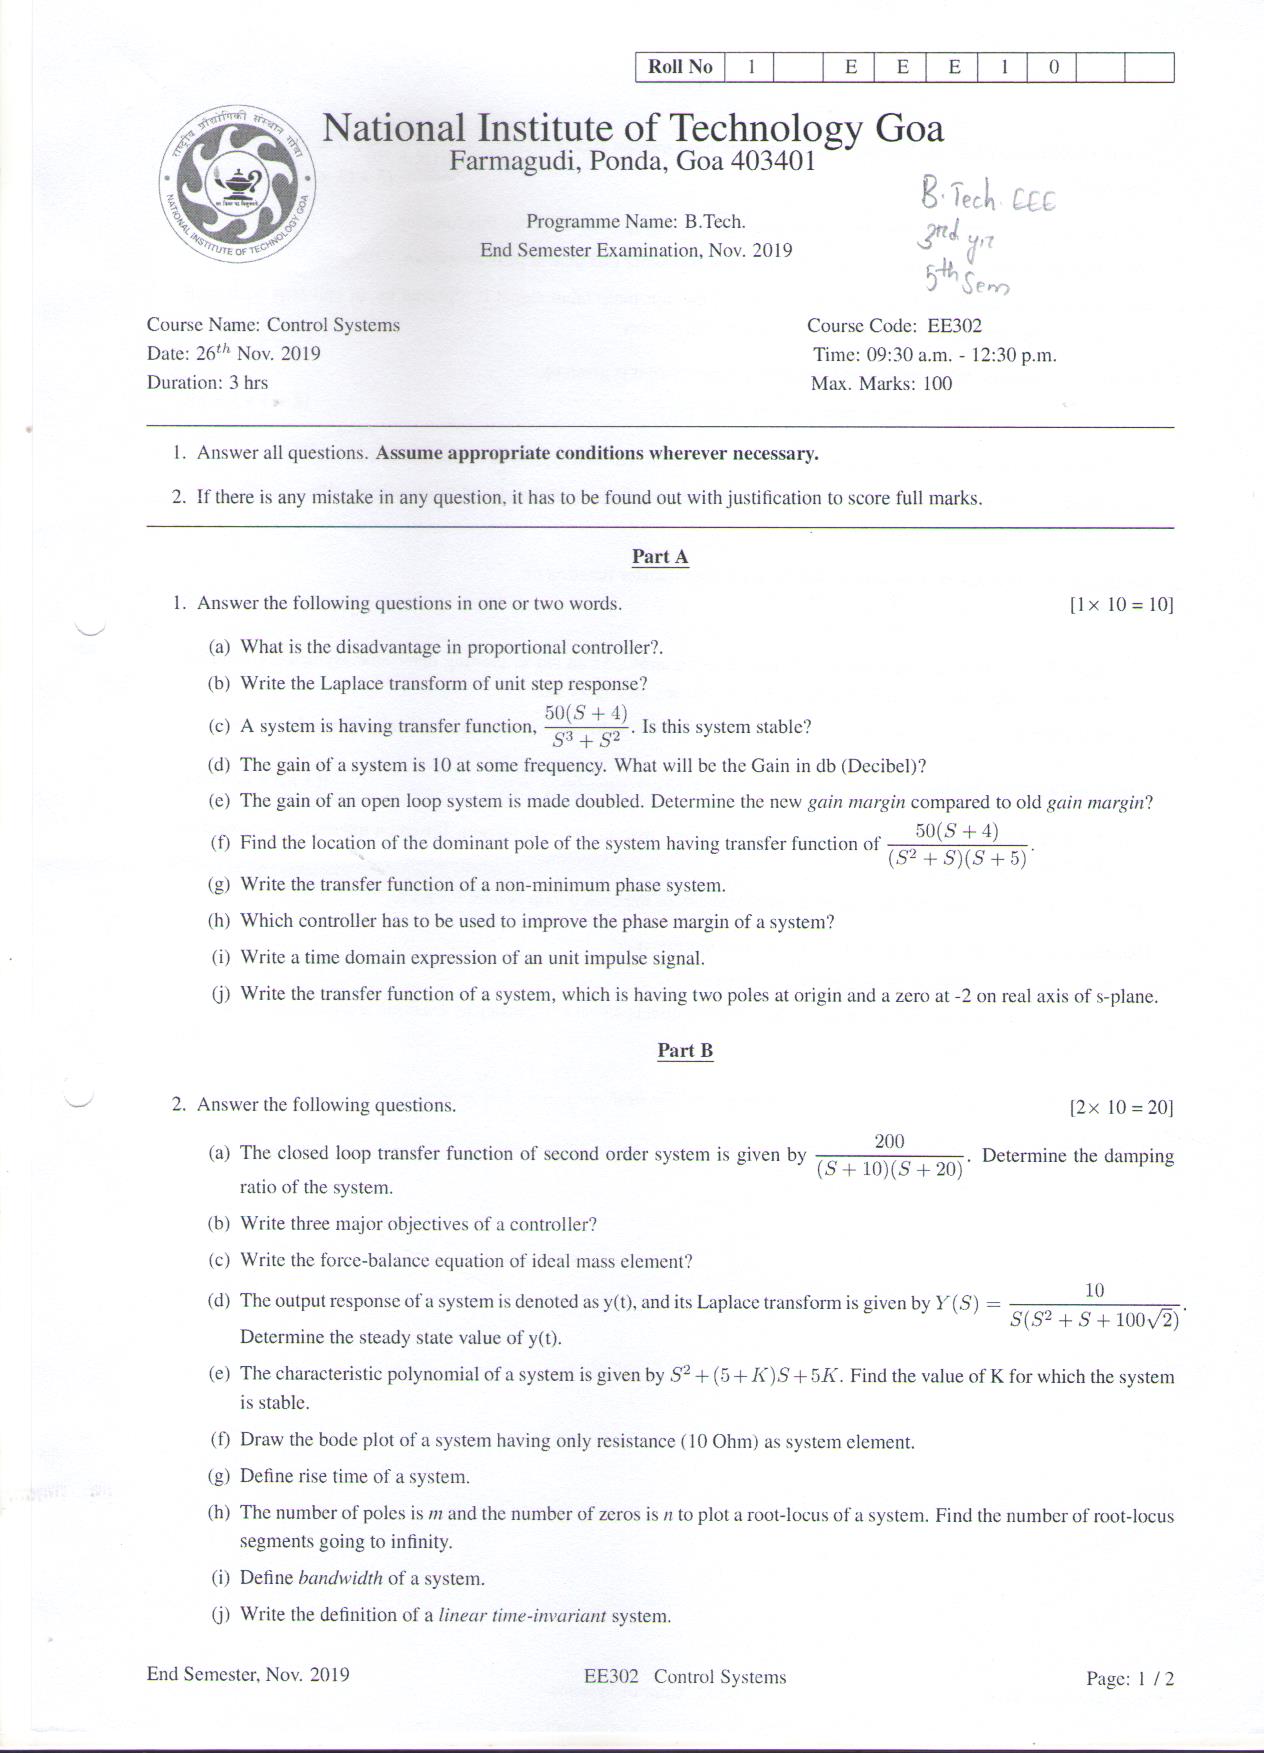 Roll No 1 E E E 1 0
राष्ट्रीय प्रौद्योगिकी संस्थान गोवा
NATIONAL INSTITUTE OF TECHNOLOGY GOA
National Institute of Technology Goa
Farmagudi, Ponda, Goa 403401
B.Tech EEE
3rd yr
5th Sem
Programme Name: B.Tech.
End Semester Examination, Nov. 2019
Course Name: Control Systems Course Code: EE302
Date: 26th Nov. 2019 Time: 09:30 a.m. - 12:30 p.m.
Duration: 3 hrs Max. Marks: 100
1. Answer all questions. Assume appropriate conditions wherever necessary.
2. If there is any mistake in any question, it has to be found out with justification to score full marks.
Part A
1. Answer the following questions in one or two words. [1× 10 = 10]
(a) What is the disadvantage in proportional controller?.
(b) Write the Laplace transform of unit step response?
(c) A system is having transfer function, 50(S + 4) / S³ + S². Is this system stable?
(d) The gain of a system is 10 at some frequency. What will be the Gain in db (Decibel)?
(e) The gain of an open loop system is made doubled. Determine the new gain margin compared to old gain margin?
(f) Find the location of the dominant pole of the system having transfer function of 50(S + 4) / (S² + S)(S + 5).
(g) Write the transfer function of a non-minimum phase system.
(h) Which controller has to be used to improve the phase margin of a system?
(i) Write a time domain expression of an unit impulse signal.
(j) Write the transfer function of a system, which is having two poles at origin and a zero at -2 on real axis of s-plane.
Part B
2. Answer the following questions. [2× 10 = 20]
(a) The closed loop transfer function of second order system is given by 200 / (S + 10)(S + 20). Determine the damping
ratio of the system.
(b) Write three major objectives of a controller?
(c) Write the force-balance equation of ideal mass element?
(d) The output response of a system is denoted as y(t), and its Laplace transform is given by Y(S) = 10 / S(S² + S + 100√2).
Determine the steady state value of y(t).
(e) The characteristic polynomial of a system is given by S² + (5 + K)S + 5K. Find the value of K for which the system
is stable.
(f) Draw the bode plot of a system having only resistance (10 Ohm) as system element.
(g) Define rise time of a system.
(h) The number of poles is m and the number of zeros is n to plot a root-locus of a system. Find the number of root-locus
segments going to infinity.
(i) Define bandwidth of a system.
(j) Write the definition of a linear time-invariant system.
End Semester, Nov. 2019 EE302 Control Systems Page: 1 / 2